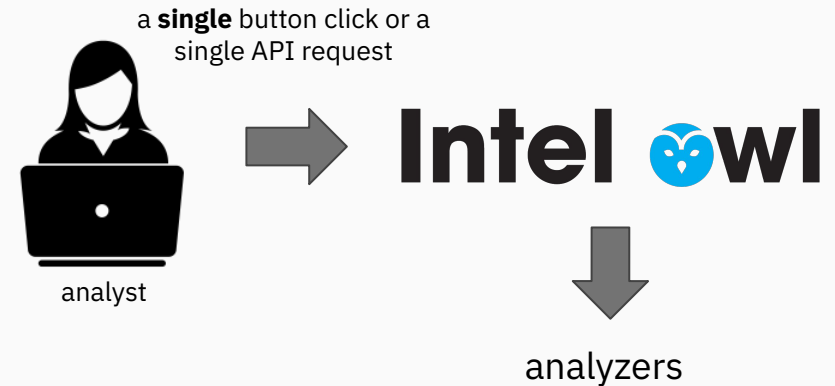 a single button click or a
single API request
Intel owl
analyst
analyzers